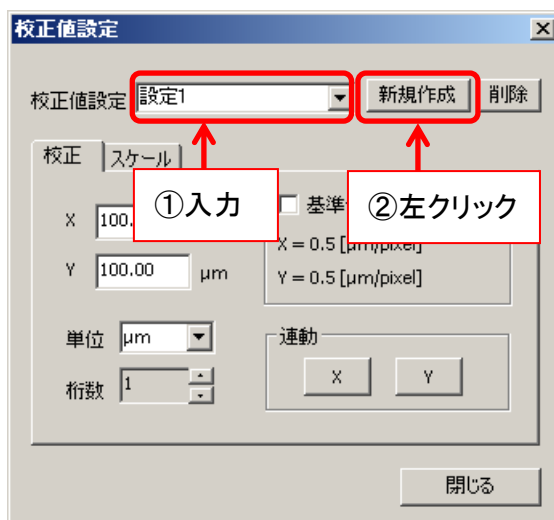 校正値設定
校正値設定 設定1 新規作成 削除
校正 スケール
①入力
②左クリック
X 100.
基準
X = 0.5 [µm/pixel]
Y 100.00 µm
Y = 0.5 [µm/pixel]
単位 µm
連動
桁数 1
X Y
閉じる